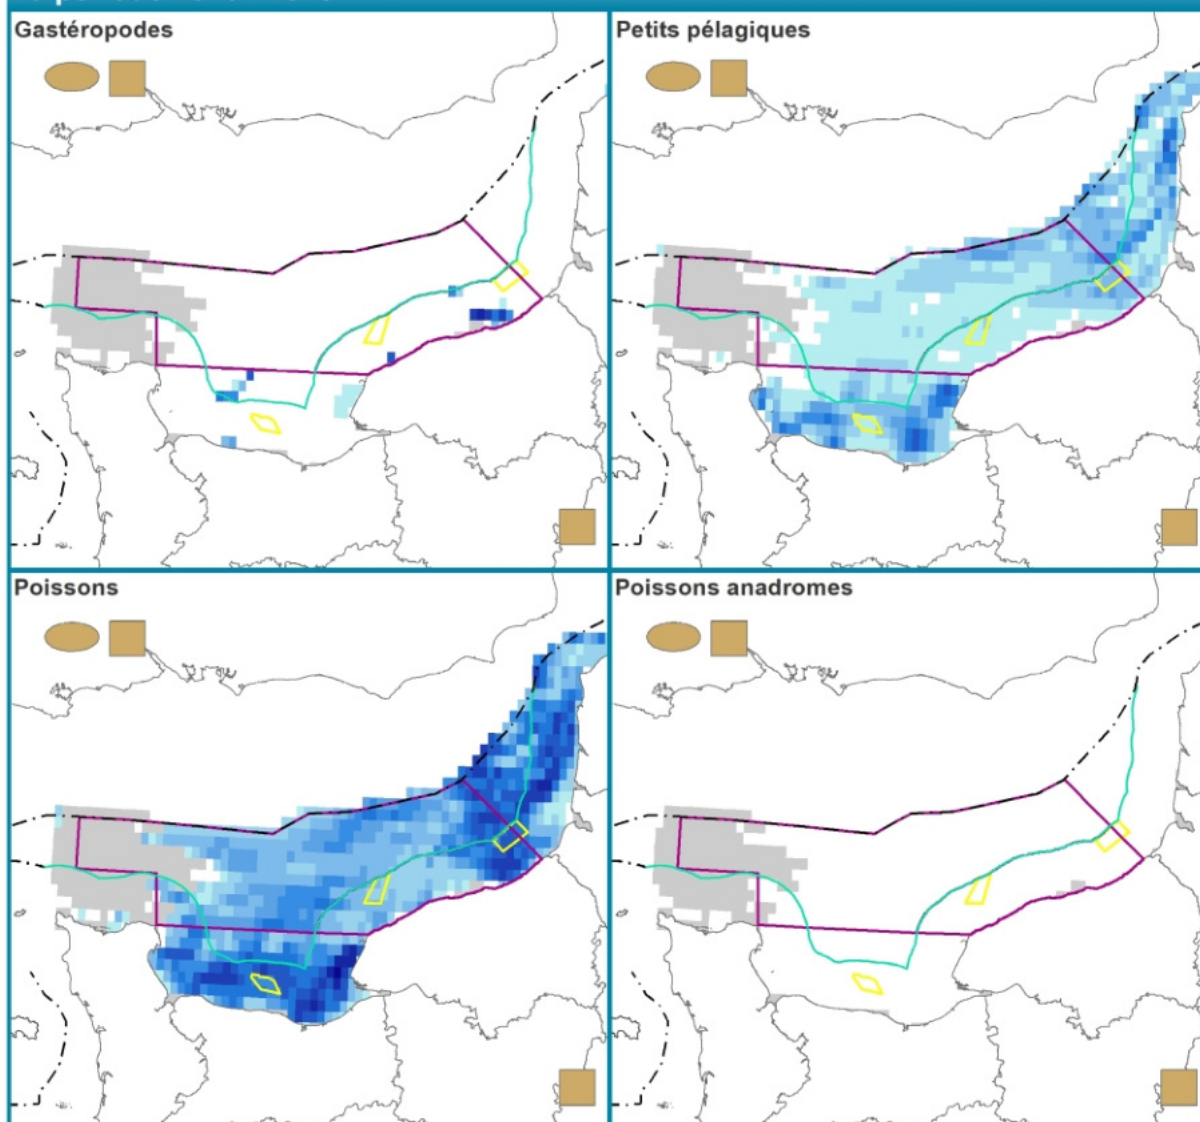 Gastéropodes
Petits pélagiques
Poissons
Poissons anadromes